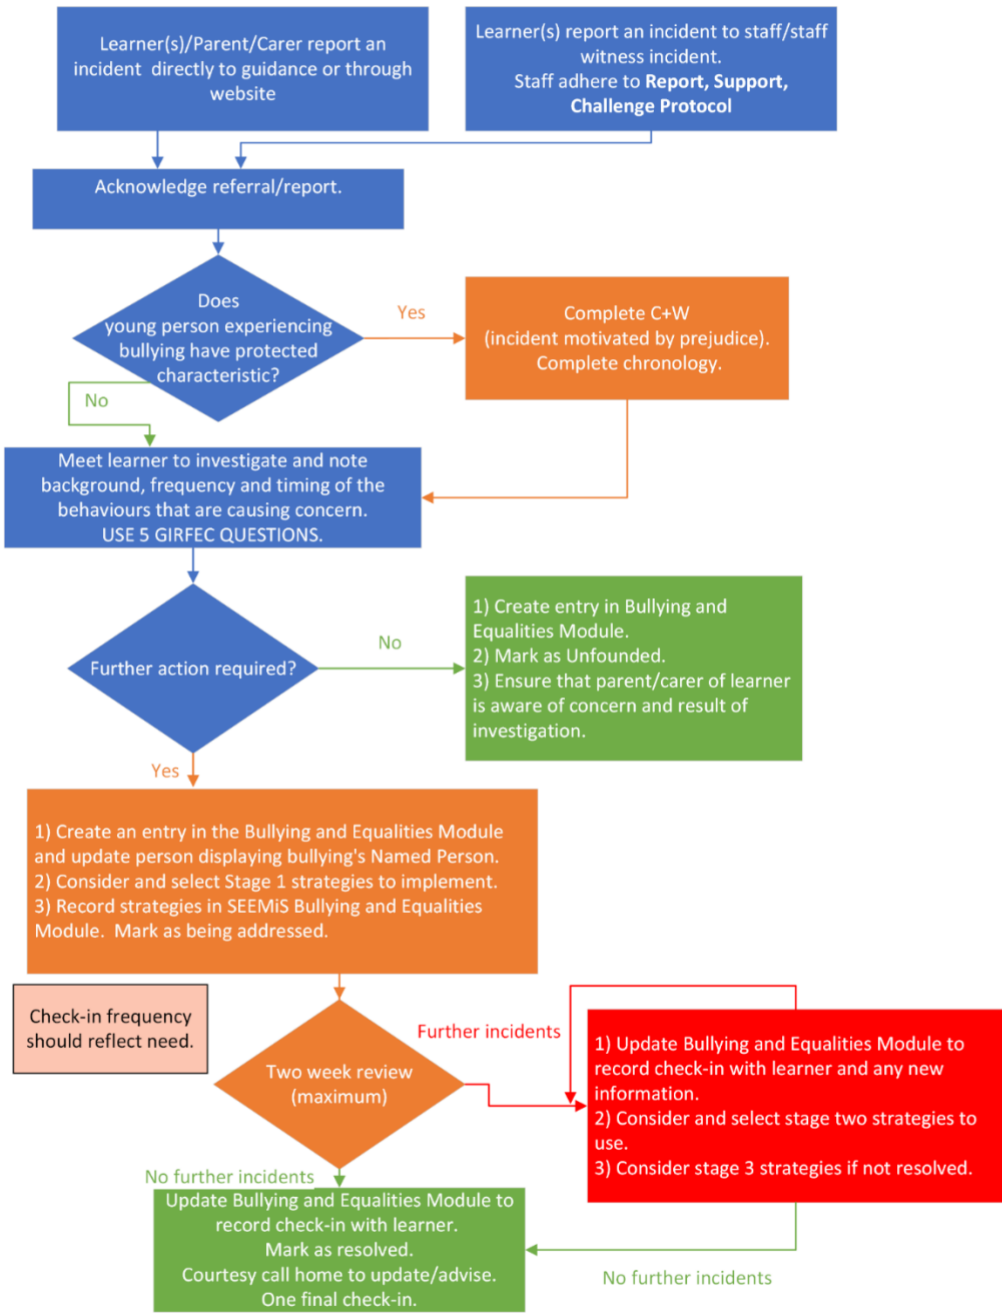 Learner(s)/Parent/Carer report an
incident directly to guidance or through
website
Learner(s) report an incident to staff/staff
witness incident.
Staff adhere to Report, Support,
Challenge Protocol
Acknowledge referral/report.
Does
young person experiencing
bullying have protected
characteristic?
Yes
Complete C+W
(incident motivated by prejudice).
Complete chronology.
No
Meet learner to investigate and note
background, frequency and timing of the
behaviours that are causing concern.
USE 5 GIRFEC QUESTIONS.
Further action required?
No
1) Create entry in Bullying and
Equalities Module.
2) Mark as Unfounded.
3) Ensure that parent/carer of learner
is aware of concern and result of
investigation.
Yes
1) Create an entry in the Bullying and Equalities Module
and update person displaying bullying's Named Person.
2) Consider and select Stage 1 strategies to implement.
3) Record strategies in SEEMiS Bullying and Equalities
Module. Mark as being addressed.
Check-in frequency
should reflect need.
Two week review
(maximum)
Further incidents
1) Update Bullying and Equalities Module to
record check-in with learner and any new
information.
2) Consider and select stage two strategies to
use.
3) Consider stage 3 strategies if not resolved.
No further incidents
Update Bullying and Equalities Module to
record check-in with learner.
Mark as resolved.
Courtesy call home to update/advise.
One final check-in.
No further incidents